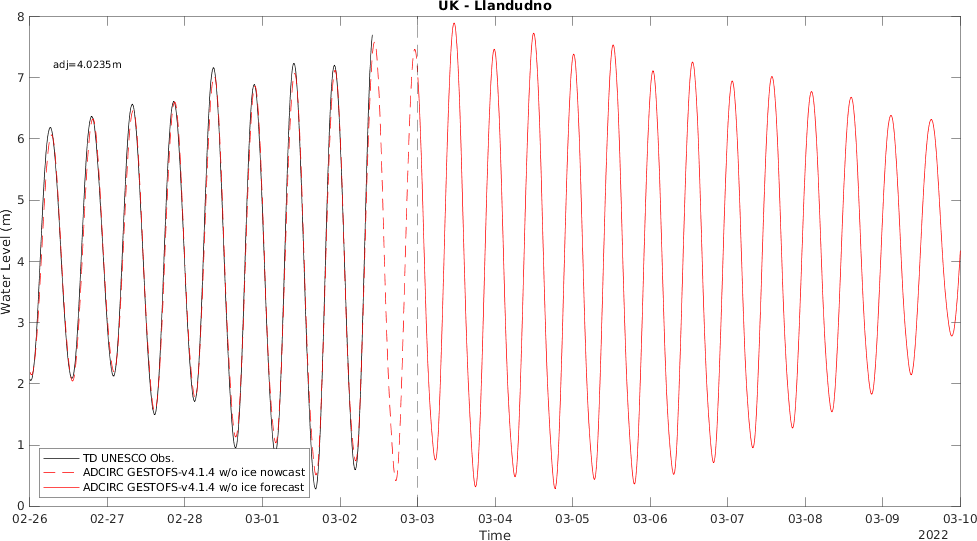 UK - Llandudno
8
7
6
5
4
3
2
1
0
Water Level (m)
adj=4.0235m
TD UNESCO Obs.
ADCIRC GESTOFS-v4.1.4 w/o ice nowcast
ADCIRC GESTOFS-v4.1.4 w/o ice forecast
02-26 02-27 02-28 03-01 03-02 03-03 03-04 03-05 03-06 03-07 03-08 03-09 03-10
Time
2022